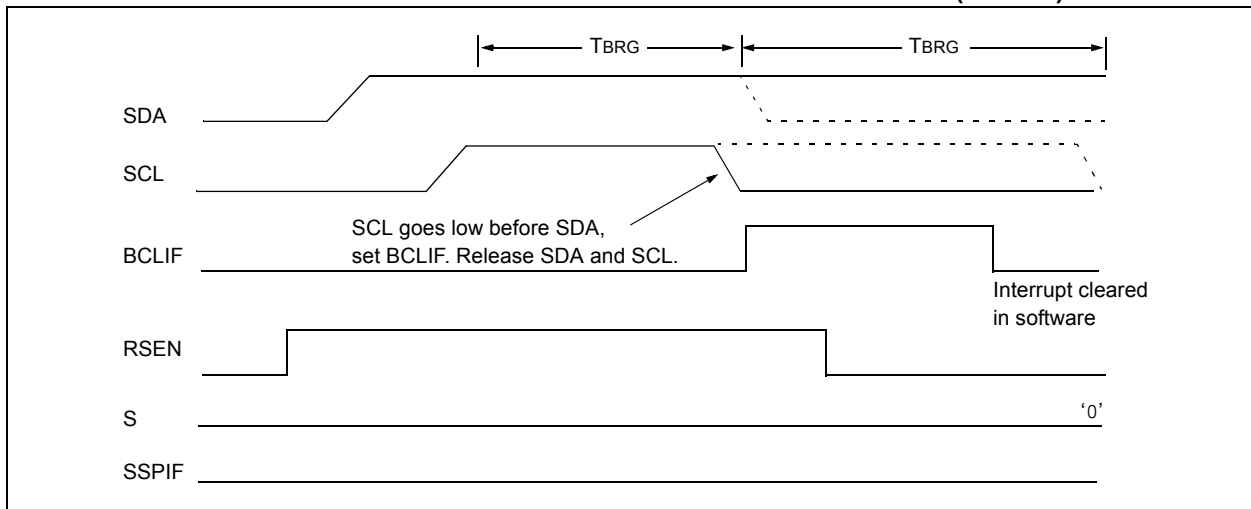 TBRG TBRG
SDA
SCL
SCL goes low before SDA,
set BCLIF. Release SDA and SCL.
BCLIF
Interrupt cleared
in software
RSEN
S
‘0’
SSPIF